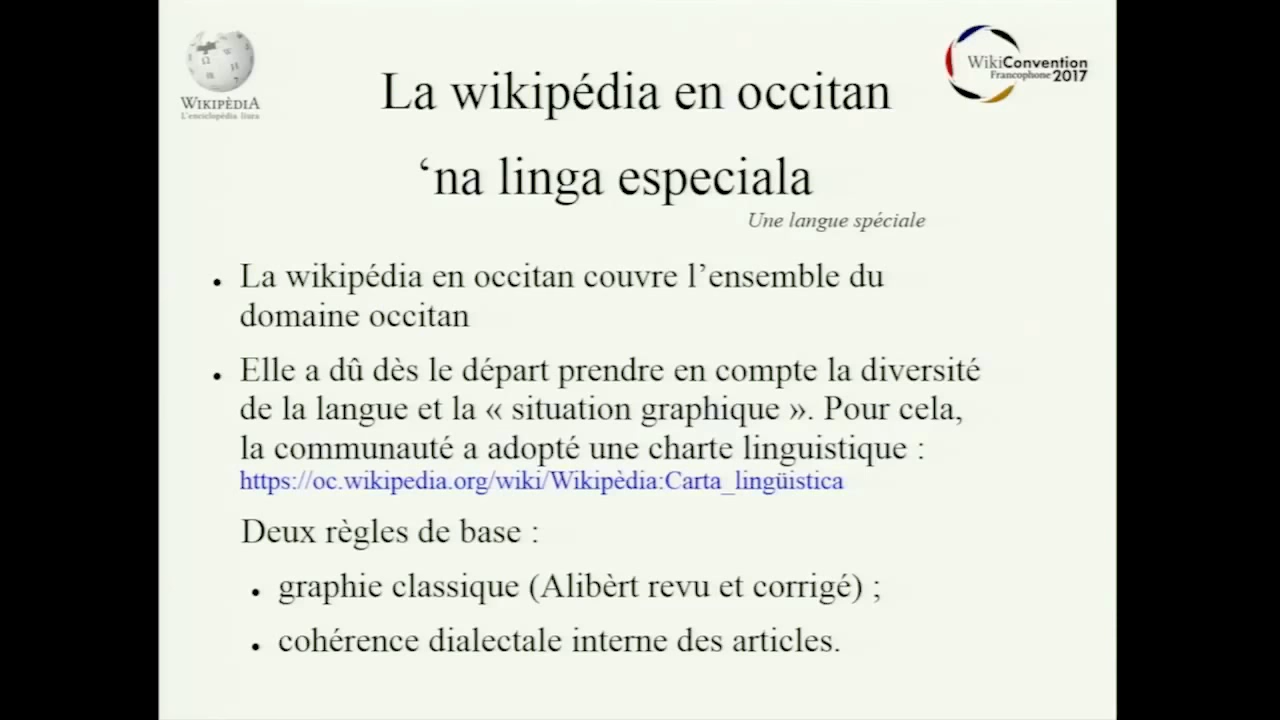 WIKIPÈDIA
L'enciclopèdia liura
WikiConvention
Francophone 2017
La wikipédia en occitan
‘na linga especiala
Une langue spéciale
• La wikipédia en occitan couvre l’ensemble du
domaine occitan
• Elle a dû dès le départ prendre en compte la diversité
de la langue et la « situation graphique ». Pour cela,
la communauté a adopté une charte linguistique :
https://oc.wikipedia.org/wiki/Wikipèdia:Carta_lingüistica
Deux règles de base :
• graphie classique (Alibèrt revu et corrigé) ;
• cohérence dialectale interne des articles.